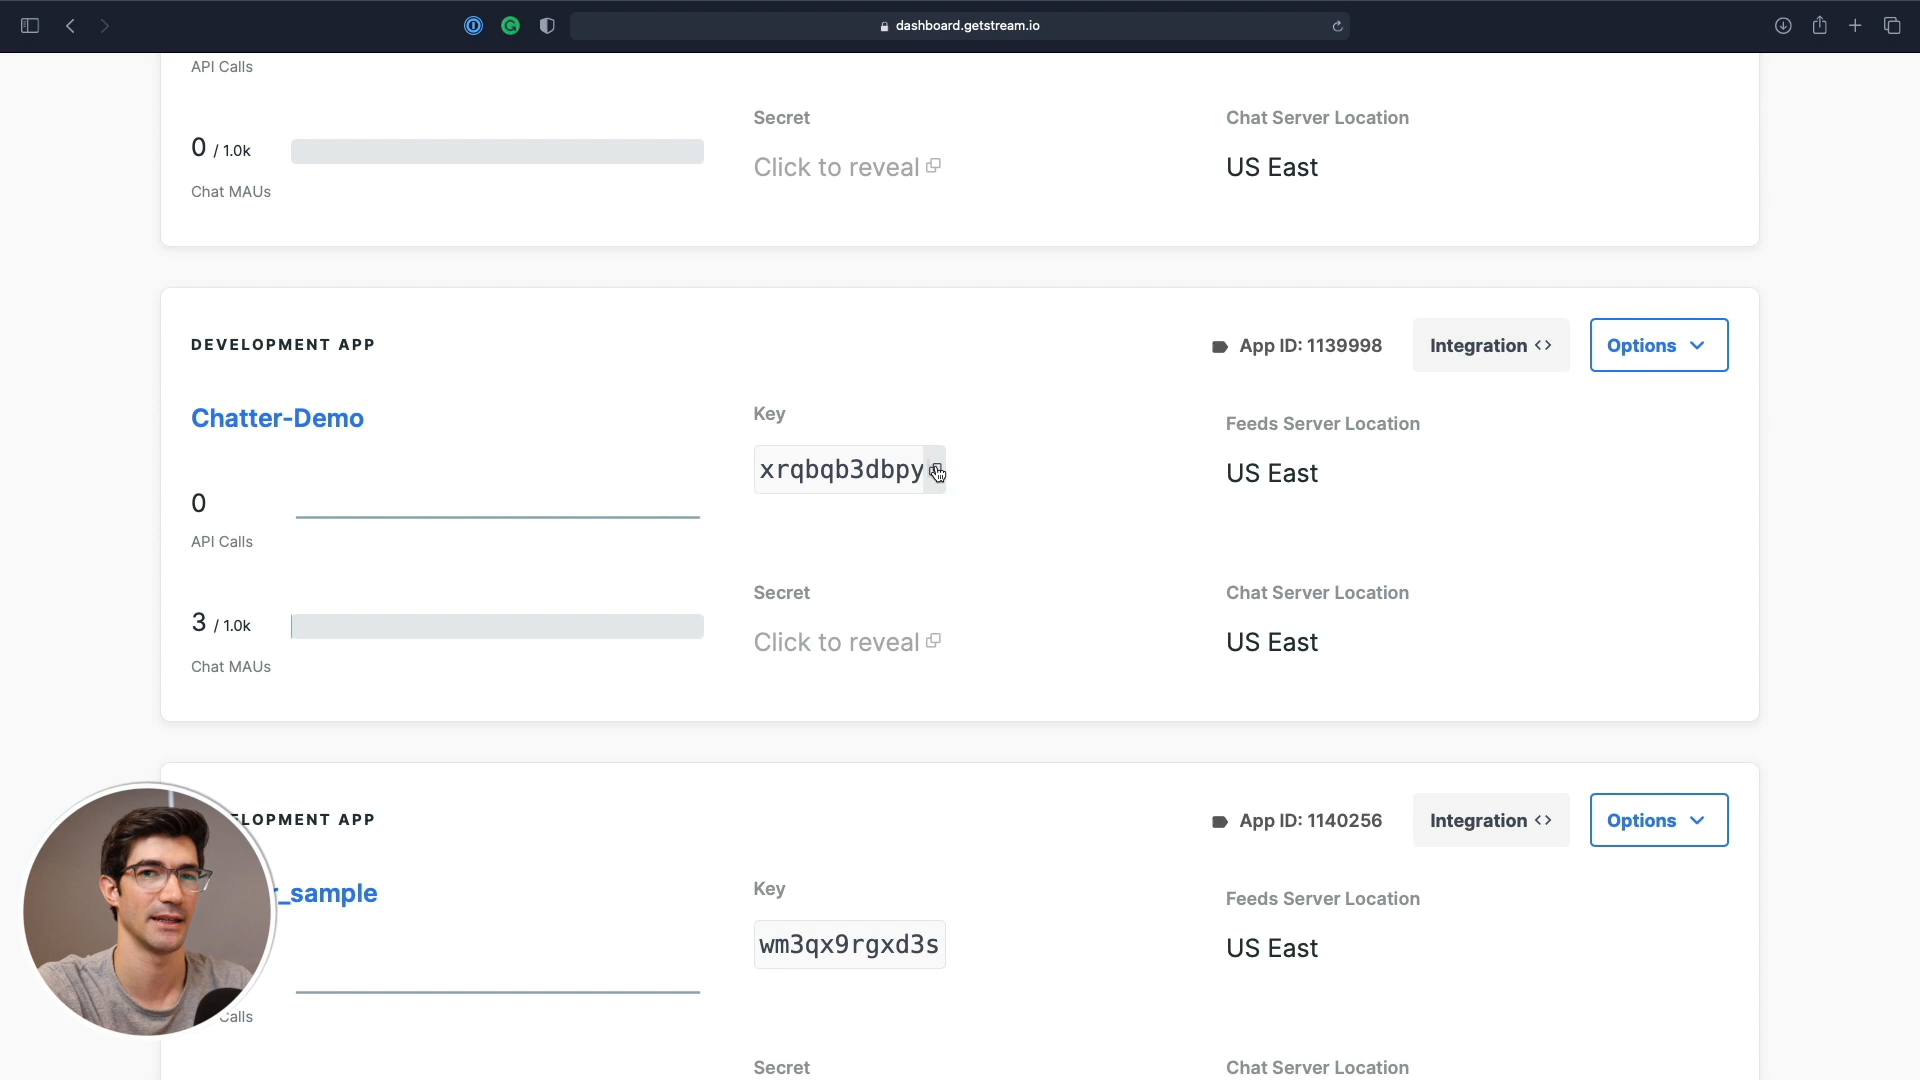 dashboard.getstream.io
API Calls
Secret
Chat Server Location
0 / 1.0k
Click to reveal
US East
Chat MAUs
DEVELOPMENT APP
App ID: 1139998
Integration <>
Options
Chatter-Demo
Key
Feeds Server Location
xrqbqb3dbpy
US East
0
API Calls
Secret
Chat Server Location
3 / 1.0k
Click to reveal
US East
Chat MAUs
ELOPMENT APP
App ID: 1140256
Integration <>
Options
r_sample
Key
Feeds Server Location
wm3qx9rgxd3s
US East
Calls
Secret
Chat Server Location